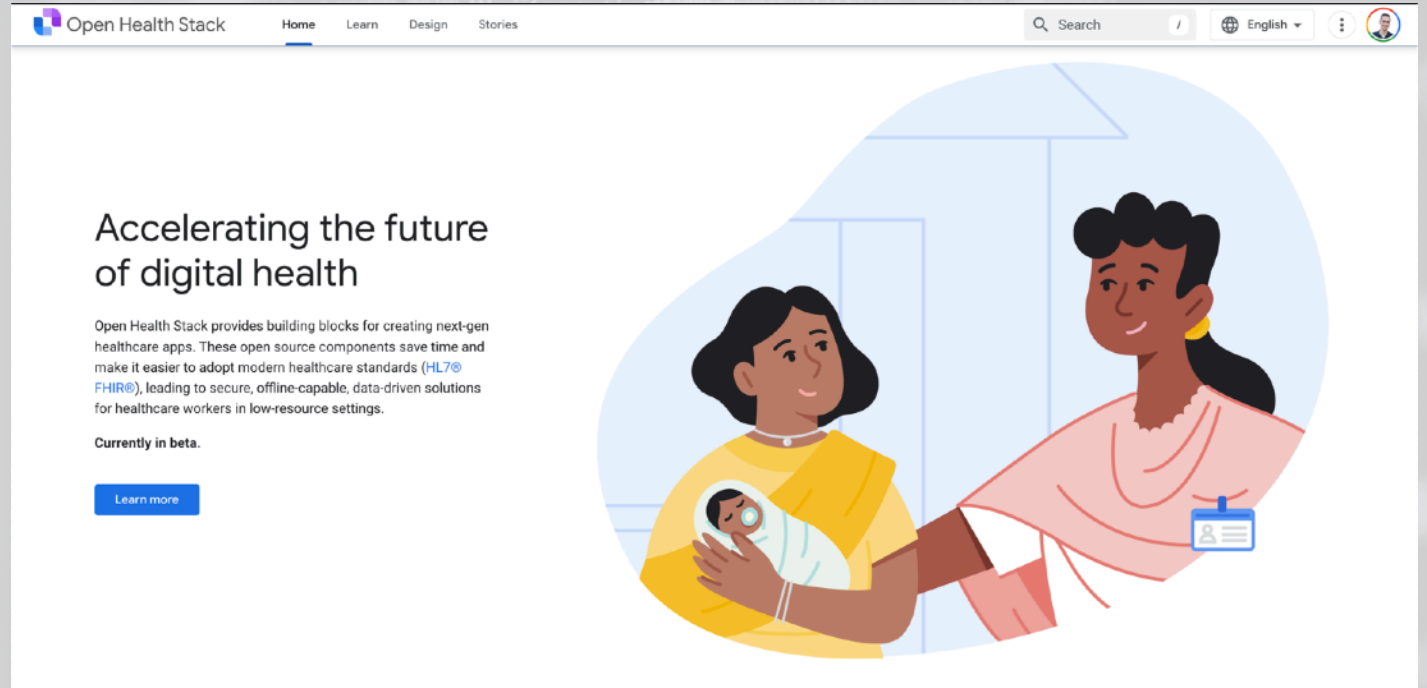 Open Health Stack
Home
Learn
Design
Stories
Search
/
English
Accelerating the future
of digital health
Open Health Stack provides building blocks for creating next-gen
healthcare apps. These open source components save time and
make it easier to adopt modern healthcare standards (HL7®
FHIR®), leading to secure, offline-capable, data-driven solutions
for healthcare workers in low-resource settings.
Currently in beta.
Learn more